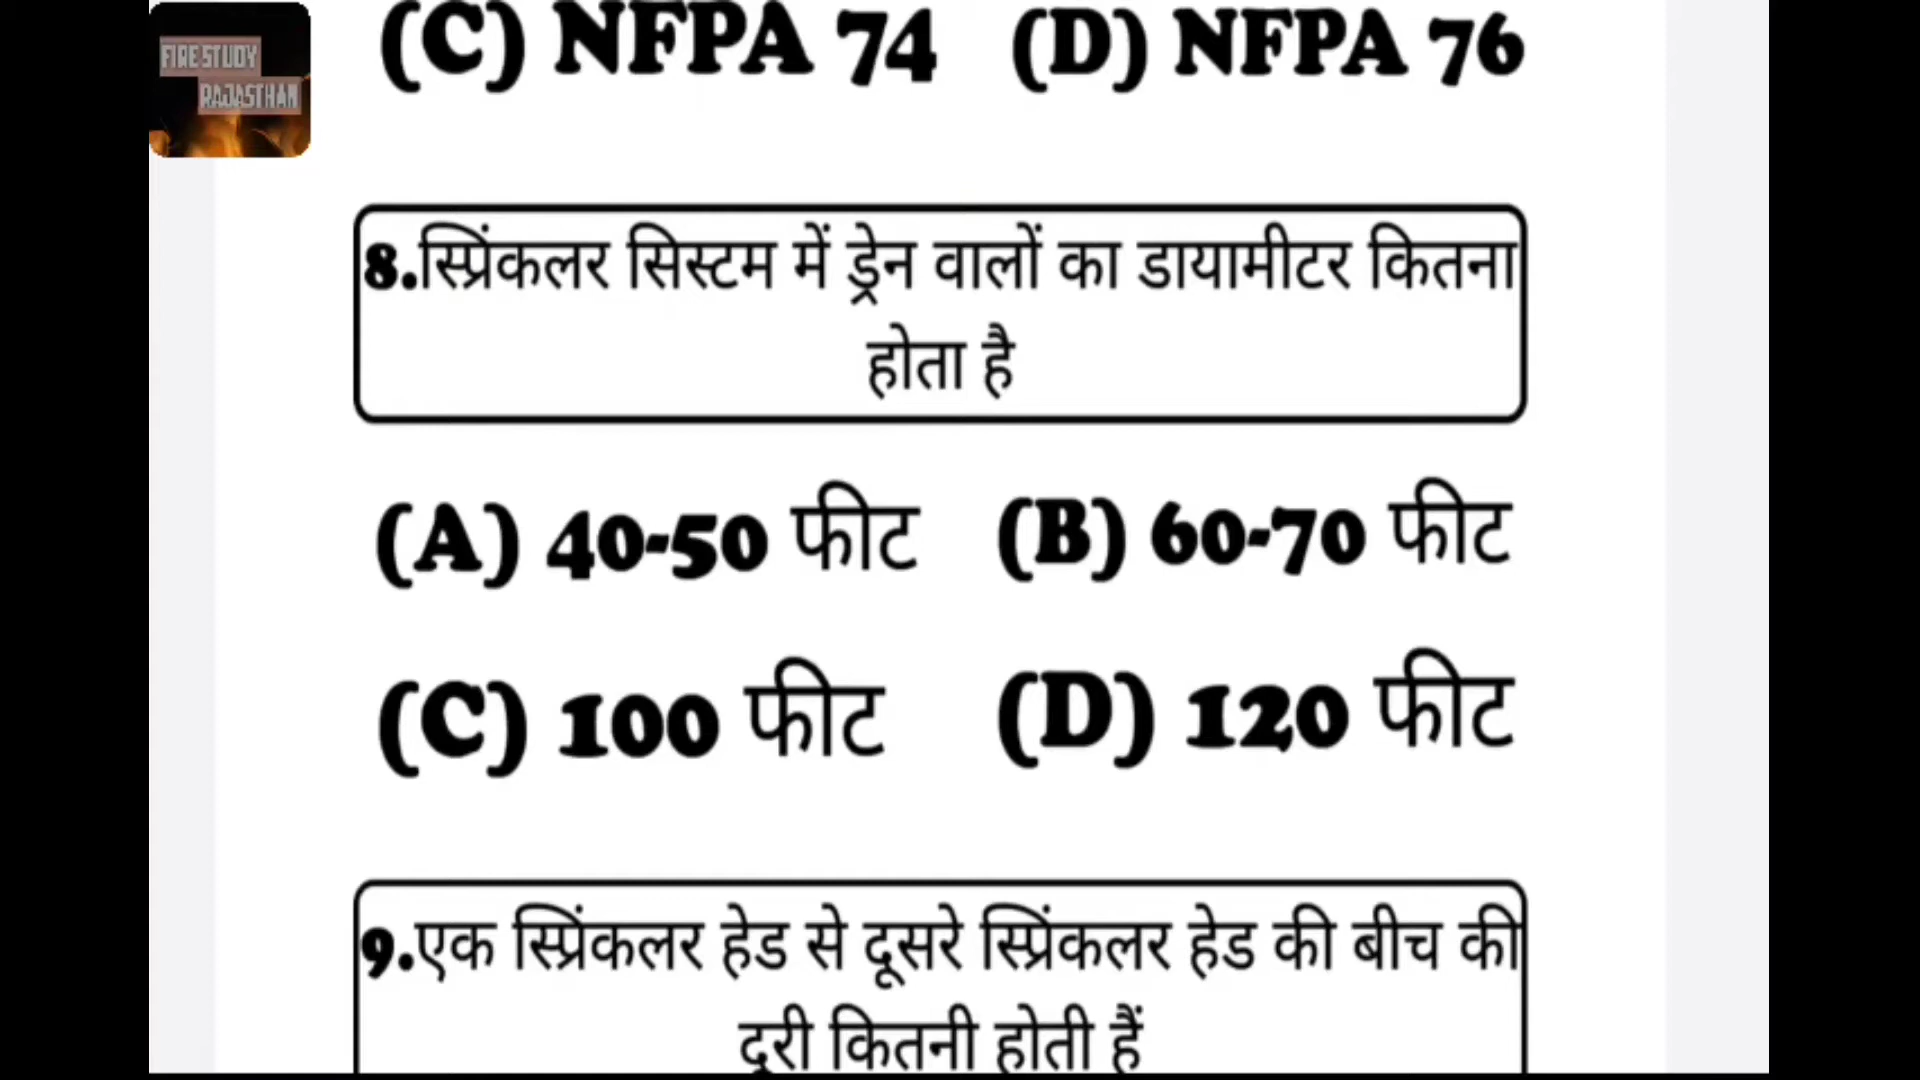 FIRE STUDY
RAJASTHAN
(C) NFPA 74 (D) NFPA 76
8.स्प्रिंकलर सिस्टम में ड्रेन वालों का डायामीटर कितना
होता है
(A) 40-50 फीट (B) 60-70 फीट
(C) 100 फीट (D) 120 फीट
9.एक स्प्रिंकलर हेड से दूसरे स्प्रिंकलर हेड की बीच की
दूरी कितनी होती हैं